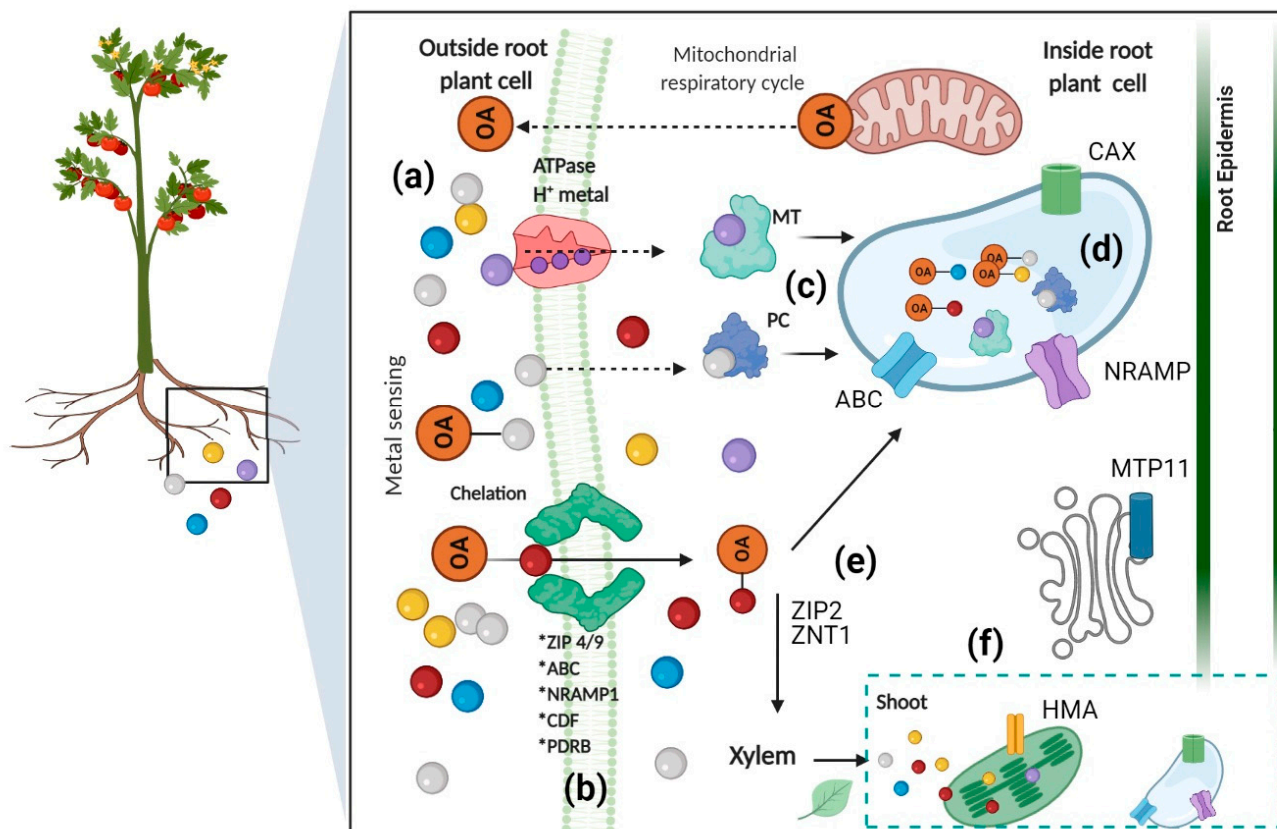 Outside root
plant cell
Mitochondrial
respiratory cycle
Inside root
plant cell
Root Epidermis
OA
OA
CAX
(a)
ATPase
H⁺ metal
MT
(d)
OA
OA
OA
OA
(c)
PC
Metal sensing
ABC
NRAMP
OA
MTP11
Chelation
OA
OA
(e)
ZIP2
ZNT1
*ZIP 4/9
*ABC
*NRAMP1
*CDF
*PDRB
(b)
(f)
Shoot
HMA
Xylem